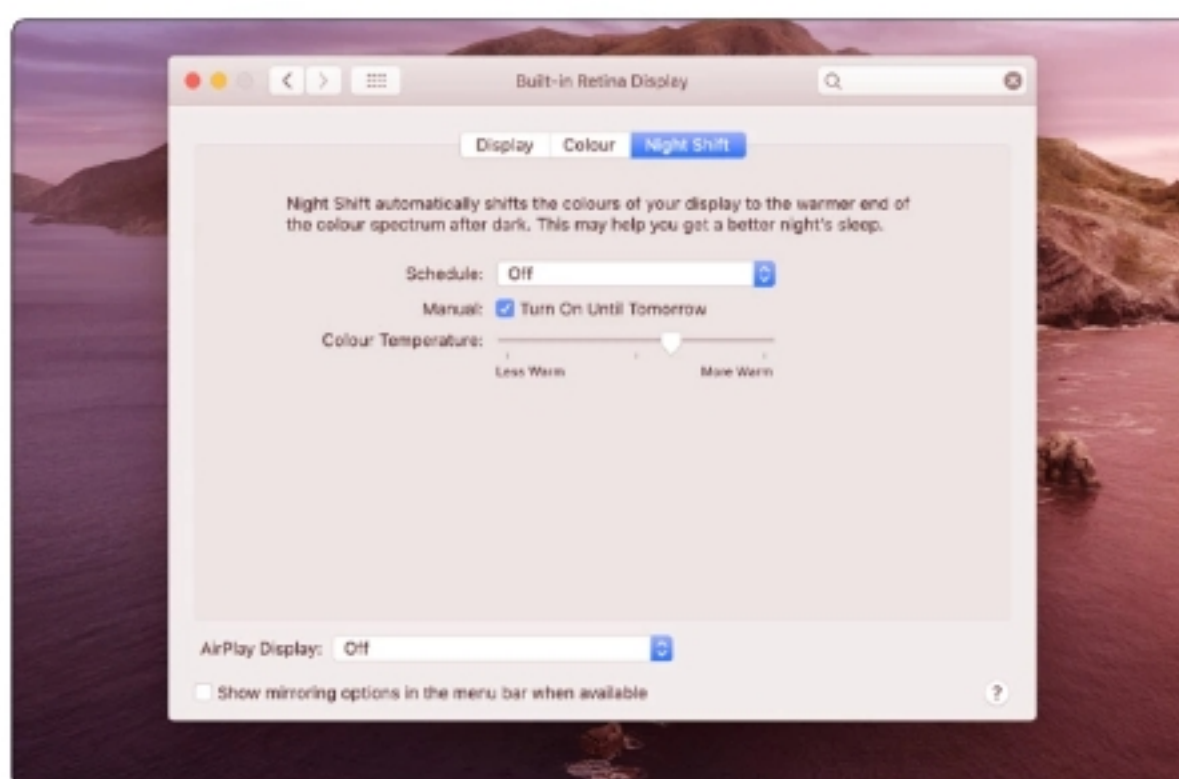 Built-in Retina Display
Display Colour Night Shift
Night Shift automatically shifts the colours of your display to the warmer end of
the colour spectrum after dark. This may help you get a better night's sleep.
Schedule: Off
Manual: Turn On Until Tomorrow
Colour Temperature:
Less Warm More Warm
AirPlay Display: Off
Show mirroring options in the menu bar when available
?